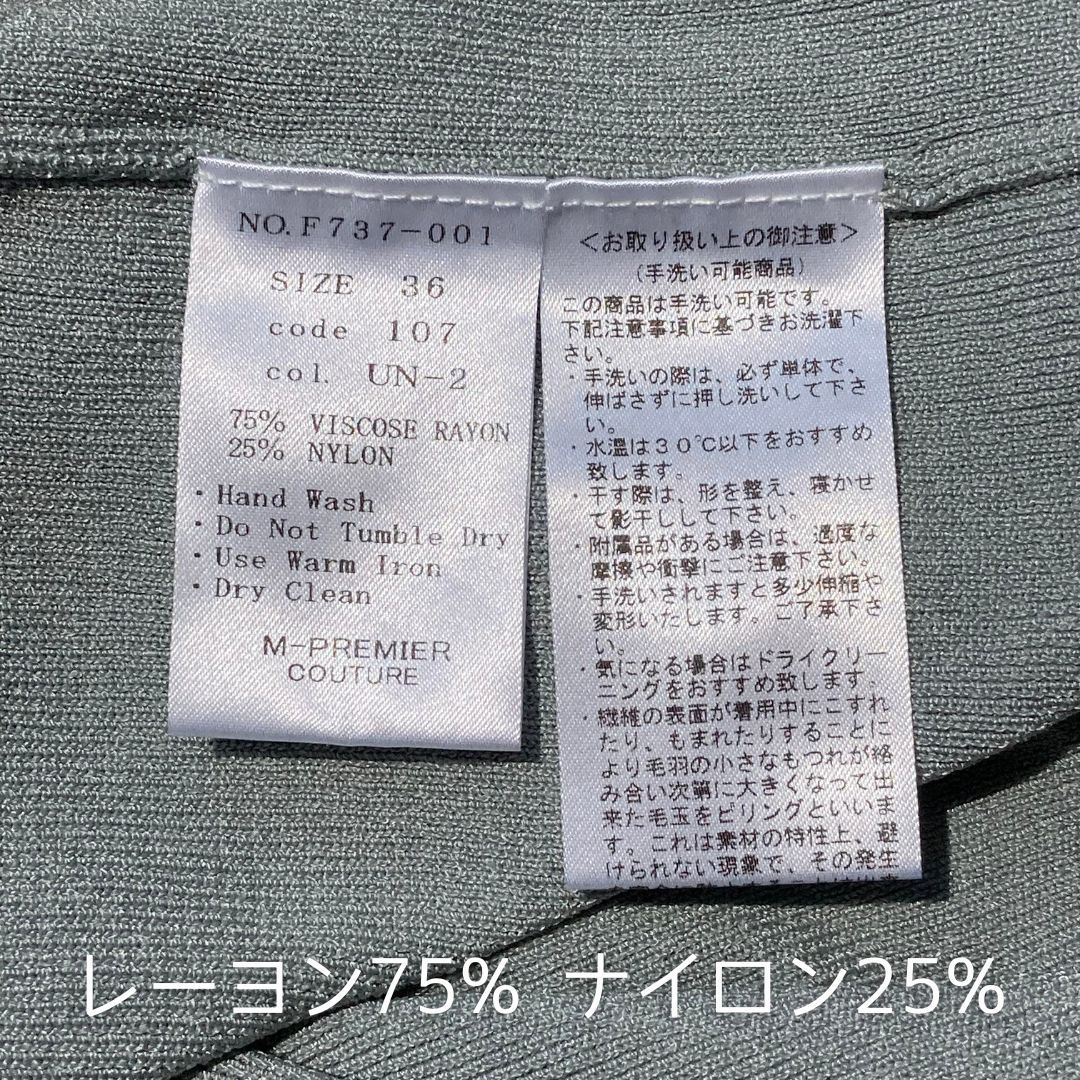 NO.F737-001
SIZE 36
code 107
col. UN-2
75% VISCOSE RAYON
25% NYLON
・Hand Wash
・Do Not Tumble Dry
・Use Warm Iron
・Dry Clean
M-PREMIER
COUTURE
<お取り扱い上の御注意>
(手洗い可能商品)
この商品は手洗い可能です。
下記注意事項に基づきお洗濯下
さい。
・手洗いの際は、必ず単体で、
伸ばさずに押し洗いして下さ
い。
・水温は30℃以下をおすすめ
致します。
・干す際は、形を整え、寝かせ
て影干しして下さい。
・附属品がある場合は、過度な
摩擦や衝撃にご注意下さい。
・手洗いされますと多少伸縮や
変形いたします。ご了承下さ
い。
・気になる場合はドライクリー
ニングをおすすめ致します。
・繊維の表面が着用中にこすれ
たり、もまれたりすることに
より毛羽の小さなもつれが絡
み合い次第に大きくなって出
来た毛玉をピリングといいま
す。これは素材の特性上、避
けられない現象で、その発生
レーヨン75% ナイロン25%